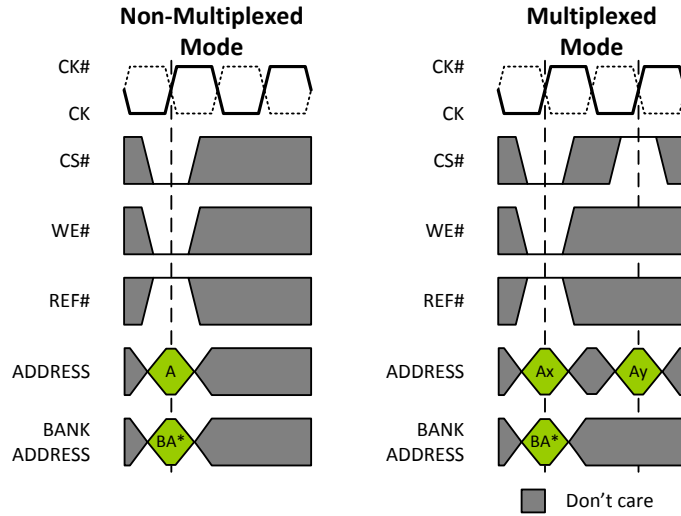 Non-Multiplexed
Mode
CK#
CK
CS#
WE#
REF#
ADDRESS
A
BANK
ADDRESS
BA*
Multiplexed
Mode
CK#
CK
CS#
WE#
REF#
ADDRESS
Ax
Ay
BANK
ADDRESS
BA*
Don't care